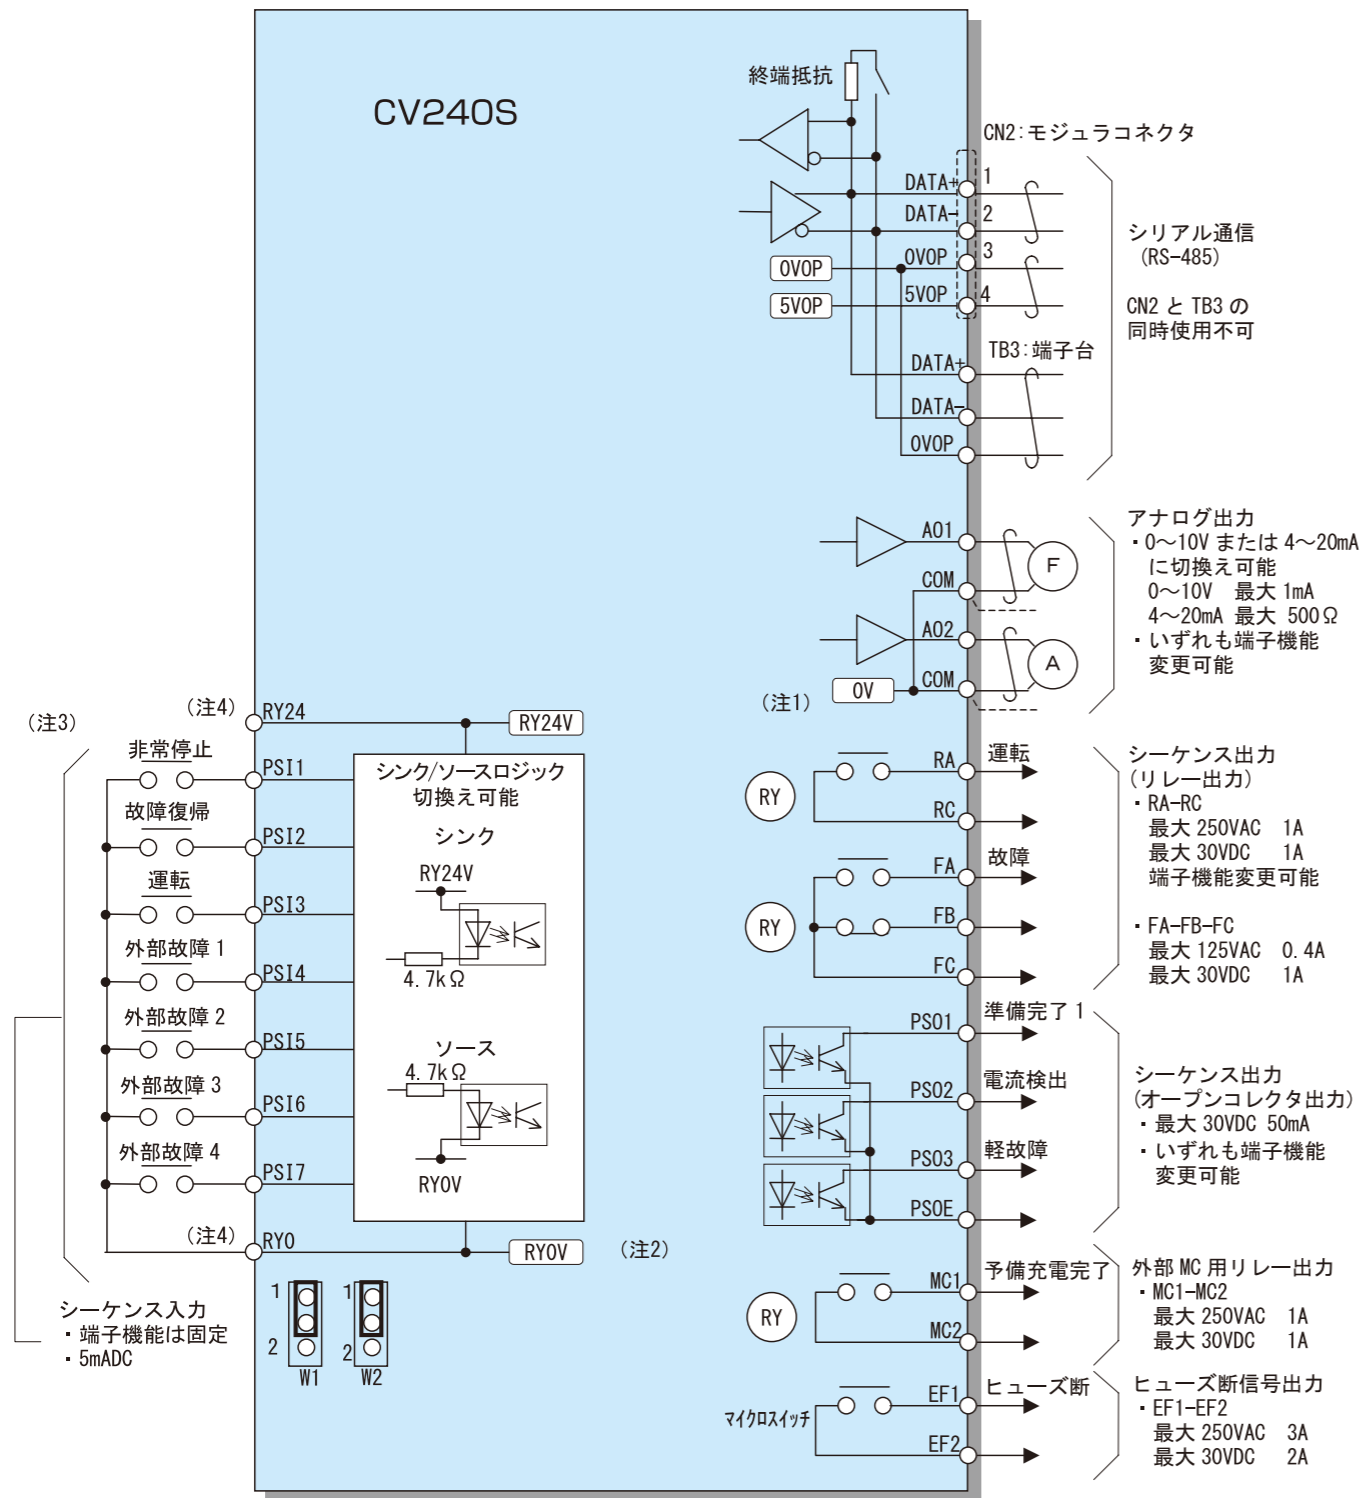 CV240S
終端抵抗
CN2:モジュラコネクタ
DATA+ 1
DATA- 2
0VOP 0VOP 3
5VOP 5VOP 4
シリアル通信
(RS-485)
CN2 と TB3 の
同時使用不可
TB3:端子台
DATA+
DATA-
0VOP
アナログ出力
・0～10V または 4～20mA
に切換え可能
0～10V 最大 1mA
4～20mA 最大 500Ω
・いずれも端子機能
変更可能
AO1
F
COM
AO2
A
COM
0V
(注1)
(注3)
(注4)
RY24
RY24V
非常停止
PSI1
故障復帰
PSI2
運転
PSI3
外部故障 1
PSI4
外部故障 2
PSI5
外部故障 3
PSI6
外部故障 4
PSI7
(注4)
RY0
RY0V
(注2)
シンク/ソースロジック
切換え可能
シンク
RY24V
4.7kΩ
ソース
4.7kΩ
RY0V
シーケンス入力
・端子機能は固定
・5mADC
1
2
W1
1
2
W2
RY
RA
運転
RC
シーケンス出力
(リレー出力)
・RA-RC
最大 250VAC 1A
最大 30VDC 1A
端子機能変更可能
RY
FA
故障
FB
FC
・FA-FB-FC
最大 125VAC 0.4A
最大 30VDC 1A
PSO1
準備完了 1
PSO2
電流検出
PSO3
軽故障
PSOE
シーケンス出力
(オープンコレクタ出力)
・最大 30VDC 50mA
・いずれも端子機能
変更可能
RY
MC1
予備充電完了
MC2
外部 MC 用リレー出力
・MC1-MC2
最大 250VAC 1A
最大 30VDC 1A
マイクロスイッチ
EF1
ヒューズ断
EF2
ヒューズ断信号出力
・EF1-EF2
最大 250VAC 3A
最大 30VDC 2A